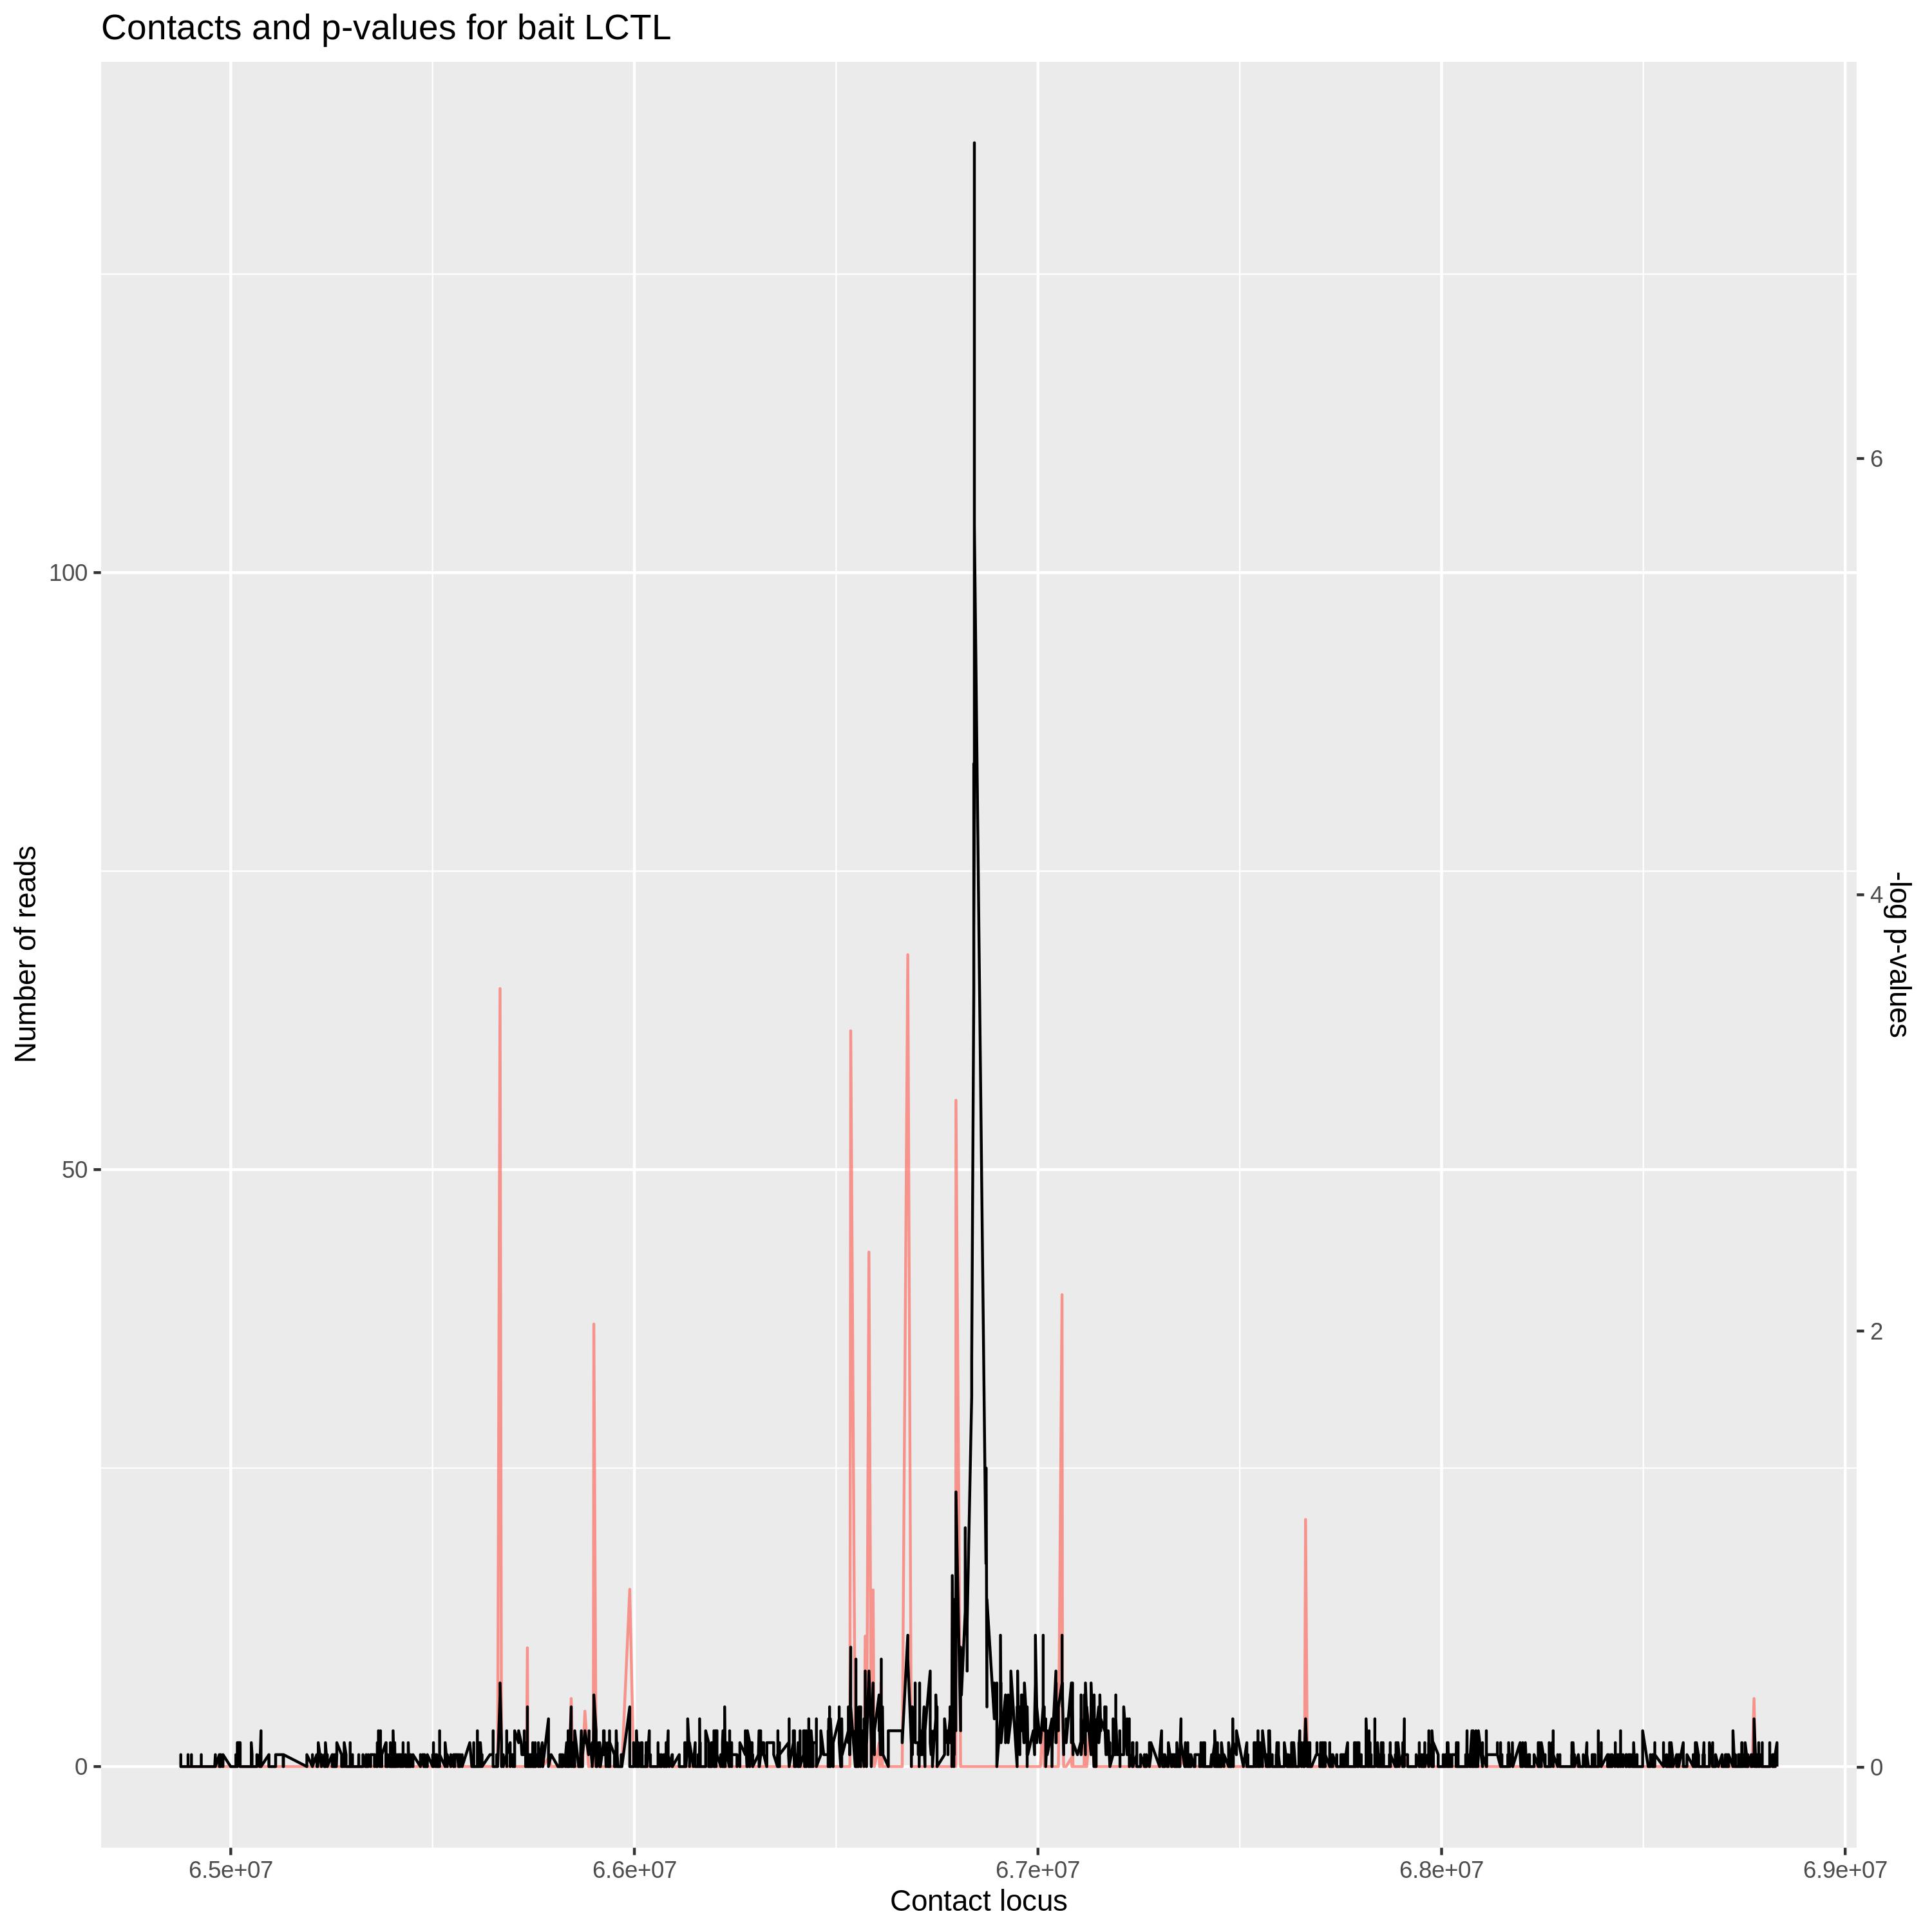 Contacts and p-values for bait LCTL
Number of reads
100
50
0
6
4
2
0
-log p-values
6.5e+07 6.6e+07 6.7e+07 6.8e+07 6.9e+07
Contact locus